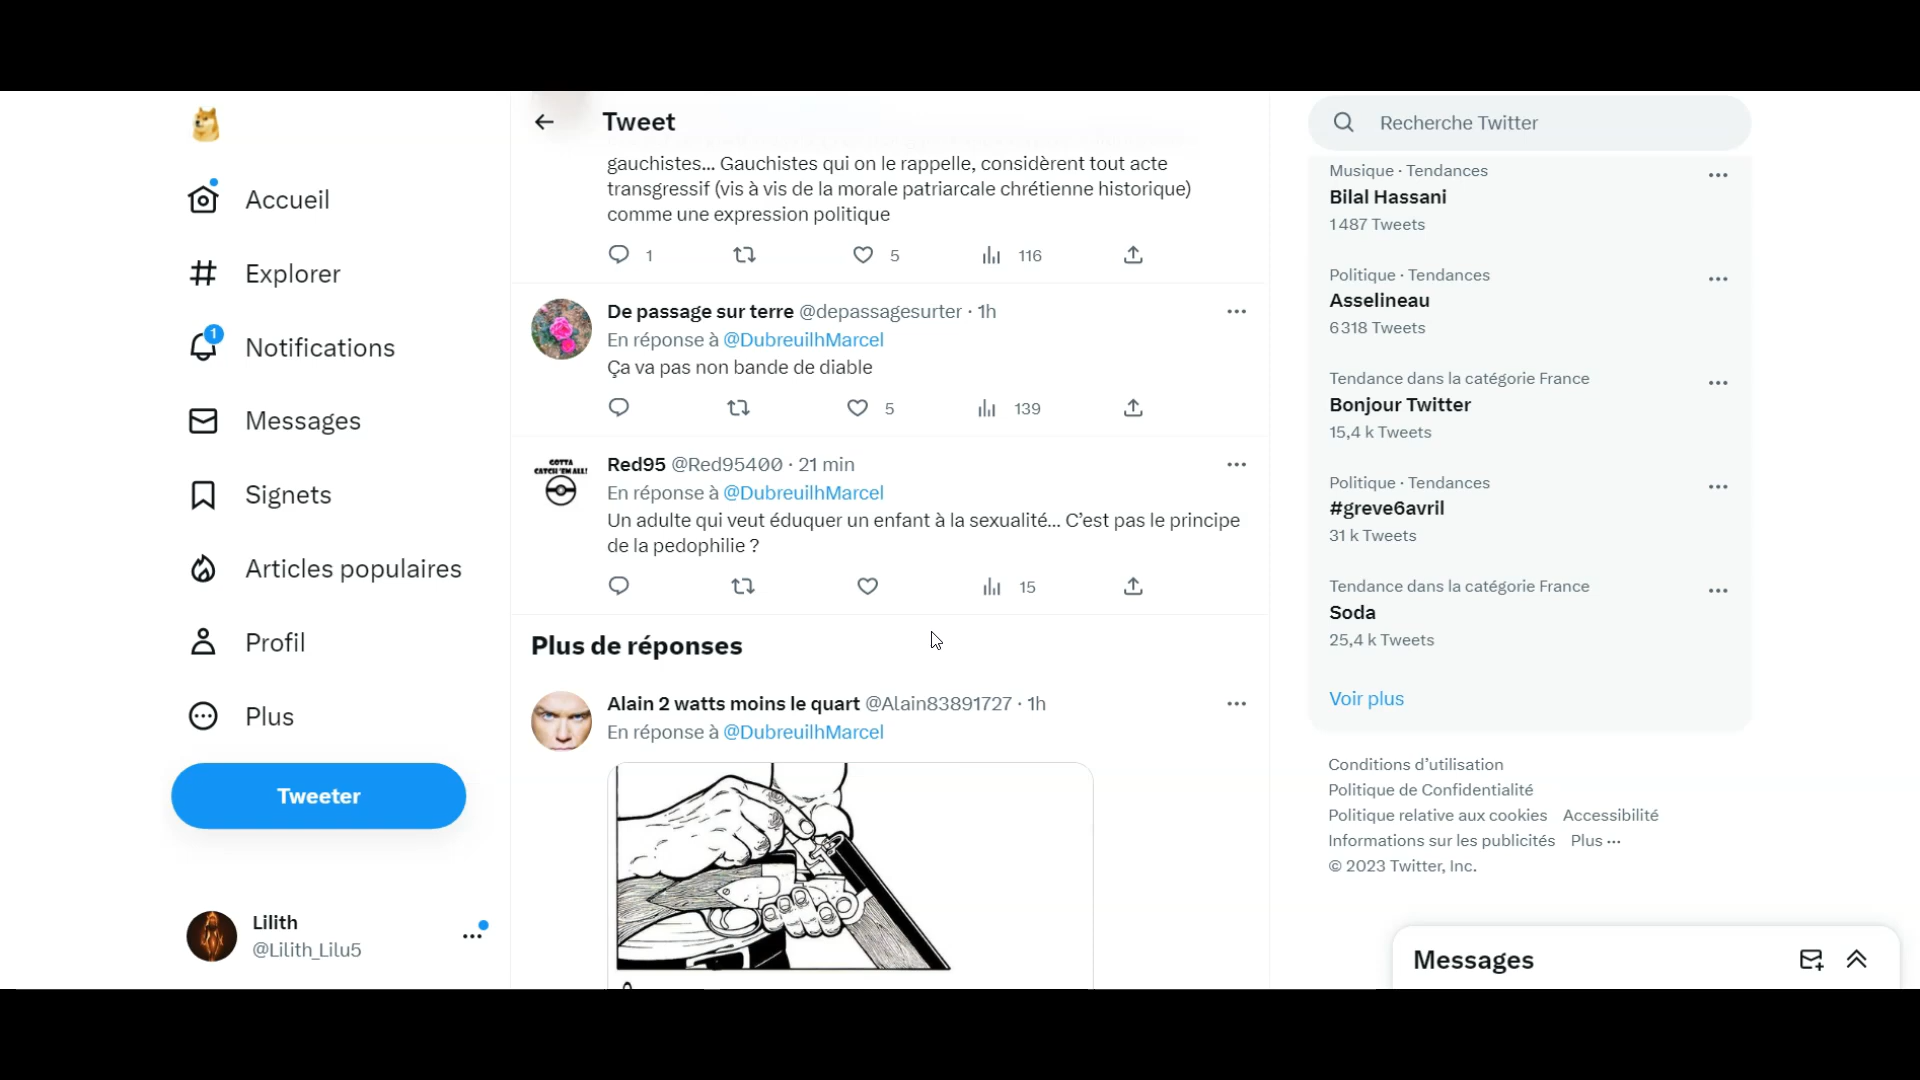 Tweet
Recherche Twitter
Accueil
Explorer
1
Notifications
Messages
Signets
Articles populaires
Profil
Plus
Tweeter
Lilith
@Lilith_Lilu5
gauchistes... Gauchistes qui on le rappelle, considèrent tout acte
transgressif (vis à vis de la morale patriarcale chrétienne historique)
comme une expression politique
1 5 116
De passage sur terre @depassagesurter · 1h
En réponse à @DubreuilhMarcel
Ça va pas non bande de diable
5 139
GOTTA
CATCH 'EM ALL!
Red95 @Red95400 · 21 min
En réponse à @DubreuilhMarcel
Un adulte qui veut éduquer un enfant à la sexualité... C’est pas le principe
de la pedophilie ?
15
Plus de réponses
Alain 2 watts moins le quart @Alain83891727 · 1h
En réponse à @DubreuilhMarcel
Musique · Tendances
Bilal Hassani
1 487 Tweets
Politique · Tendances
Asselineau
6 318 Tweets
Tendance dans la catégorie France
Bonjour Twitter
15,4 k Tweets
Politique · Tendances
#greve6avril
31 k Tweets
Tendance dans la catégorie France
Soda
25,4 k Tweets
Voir plus
Conditions d’utilisation
Politique de Confidentialité
Politique relative aux cookies Accessibilité
Informations sur les publicités Plus ···
© 2023 Twitter, Inc.
Messages